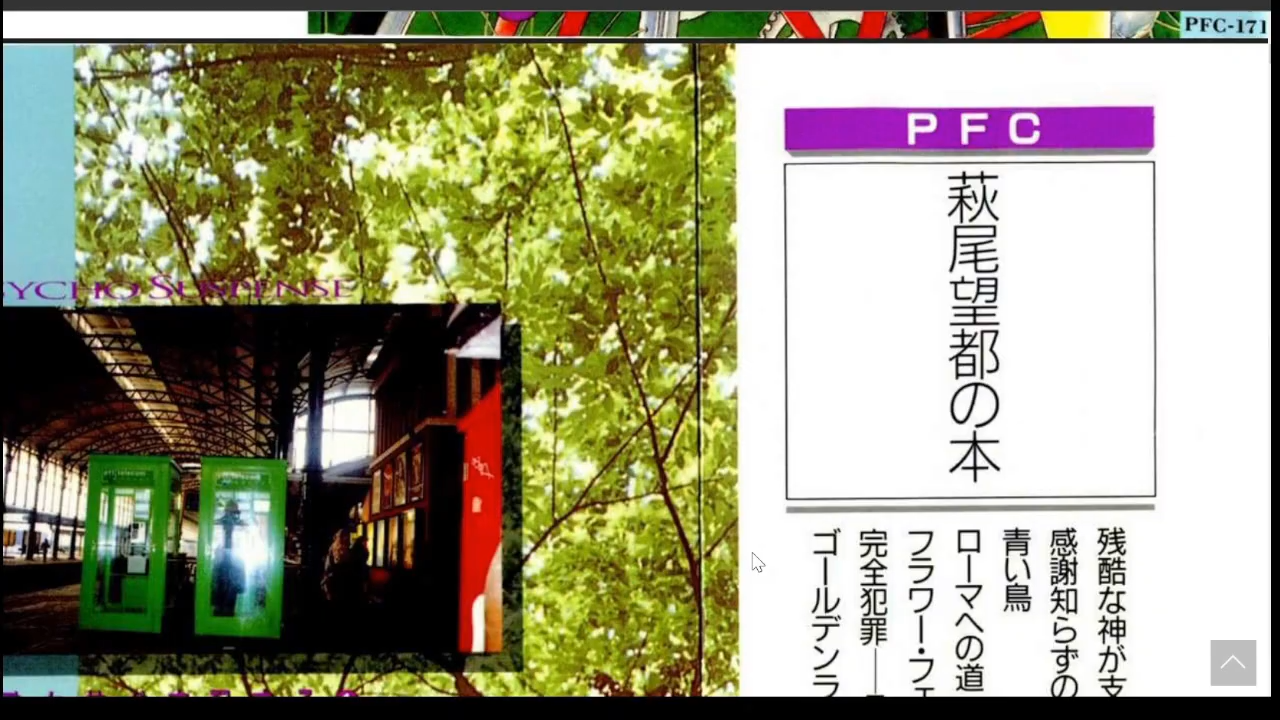 PFC-171
PFC
萩尾望都の本
残酷な神が支
感謝知らずの
青い鳥
ローマへの道
フラワー・フェ
完全犯罪――
ゴールデンラ
YCHO SUSPENSE
ptt telecom